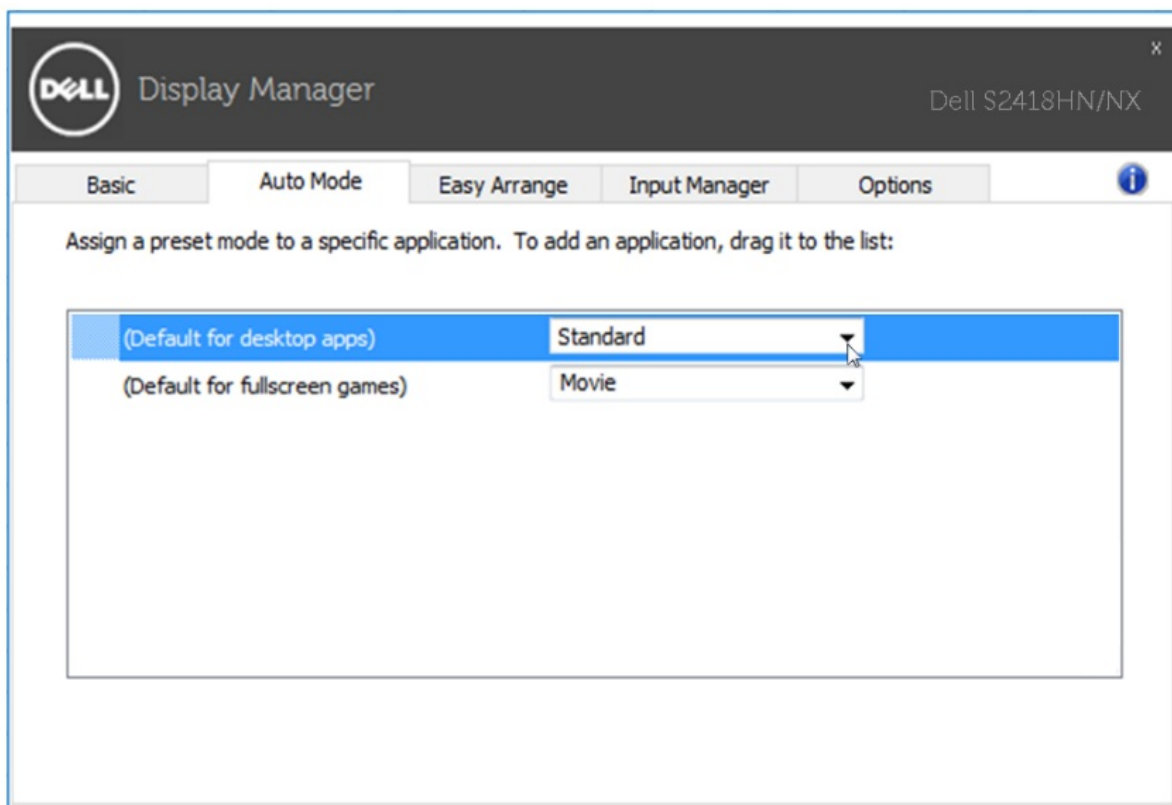 x
DELL Display Manager
Dell S2418HN/NX
Basic Auto Mode Easy Arrange Input Manager Options i
Assign a preset mode to a specific application. To add an application, drag it to the list:
(Default for desktop apps) Standard
(Default for fullscreen games) Movie